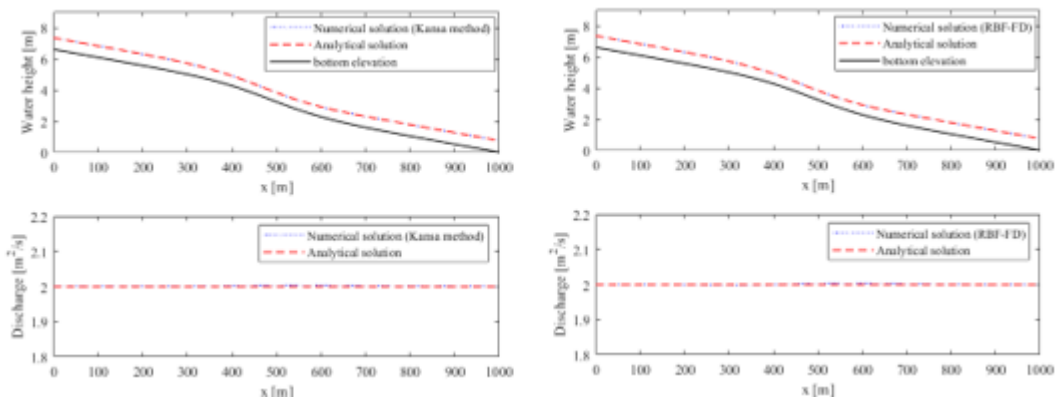 Water height [m]
8
6
4
2
0
Numerical solution (Kansa method)
Analytical solution
bottom elevation
0 100 200 300 400 500 600 700 800 900 1000
x [m]
Water height [m]
8
6
4
2
0
Numerical solution (RBF-FD)
Analytical solution
bottom elevation
0 100 200 300 400 500 600 700 800 900 1000
x [m]
Discharge [m²/s]
2.2
2.1
2
1.9
1.8
Numerical solution (Kansa method)
Analytical solution
0 100 200 300 400 500 600 700 800 900 1000
x [m]
Discharge [m²/s]
2.2
2.1
2
1.9
1.8
Numerical solution (RBF-FD)
Analytical solution
0 100 200 300 400 500 600 700 800 900 1000
x [m]